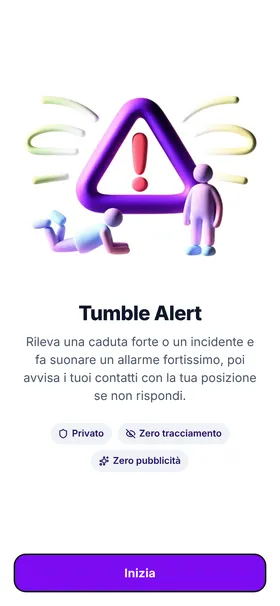 Tumble Alert
Rileva una caduta forte o un incidente e
fa suonare un allarme fortissimo, poi
avvisa i tuoi contatti con la tua posizione
se non rispondi.
Privato
Zero tracciamento
Zero pubblicità
Inizia